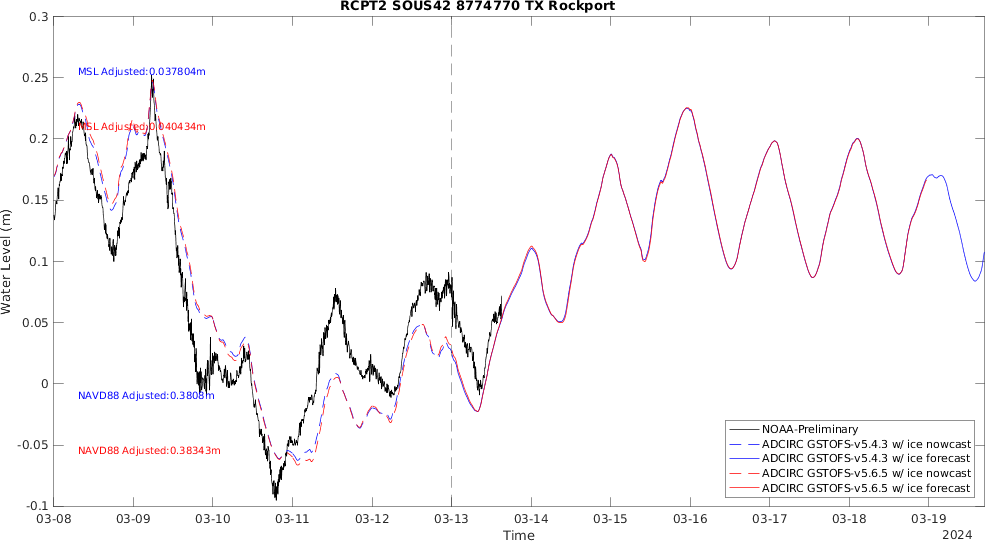 RCPT2 SOUS42 8774770 TX Rockport
0.3
0.25
0.2
0.15
0.1
0.05
0
-0.05
-0.1
Water Level (m)
MSL Adjusted:0.037804m
MSL Adjusted:0.040434m
NAVD88 Adjusted:0.3808m
NAVD88 Adjusted:0.38343m
NOAA-Preliminary
ADCIRC GSTOFS-v5.4.3 w/ ice nowcast
ADCIRC GSTOFS-v5.4.3 w/ ice forecast
ADCIRC GSTOFS-v5.6.5 w/ ice nowcast
ADCIRC GSTOFS-v5.6.5 w/ ice forecast
03-08 03-09 03-10 03-11 03-12 03-13 03-14 03-15 03-16 03-17 03-18 03-19
Time
2024